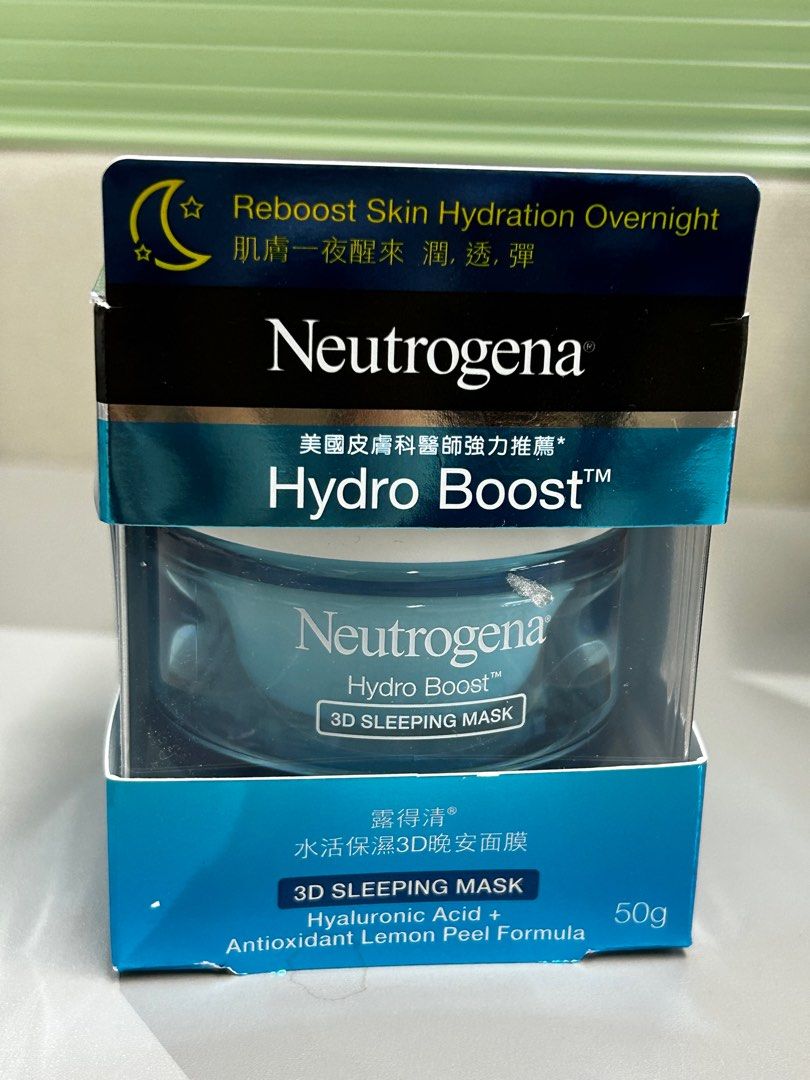 Reboost Skin Hydration Overnight
肌膚一夜醒來 潤, 透, 彈
Neutrogena®
美國皮膚科醫師強力推薦*
Hydro Boost™
Neutrogena®
Hydro Boost™
3D SLEEPING MASK
露得清®
水活保濕3D晚安面膜
3D SLEEPING MASK
Hyaluronic Acid +
Antioxidant Lemon Peel Formula
50g